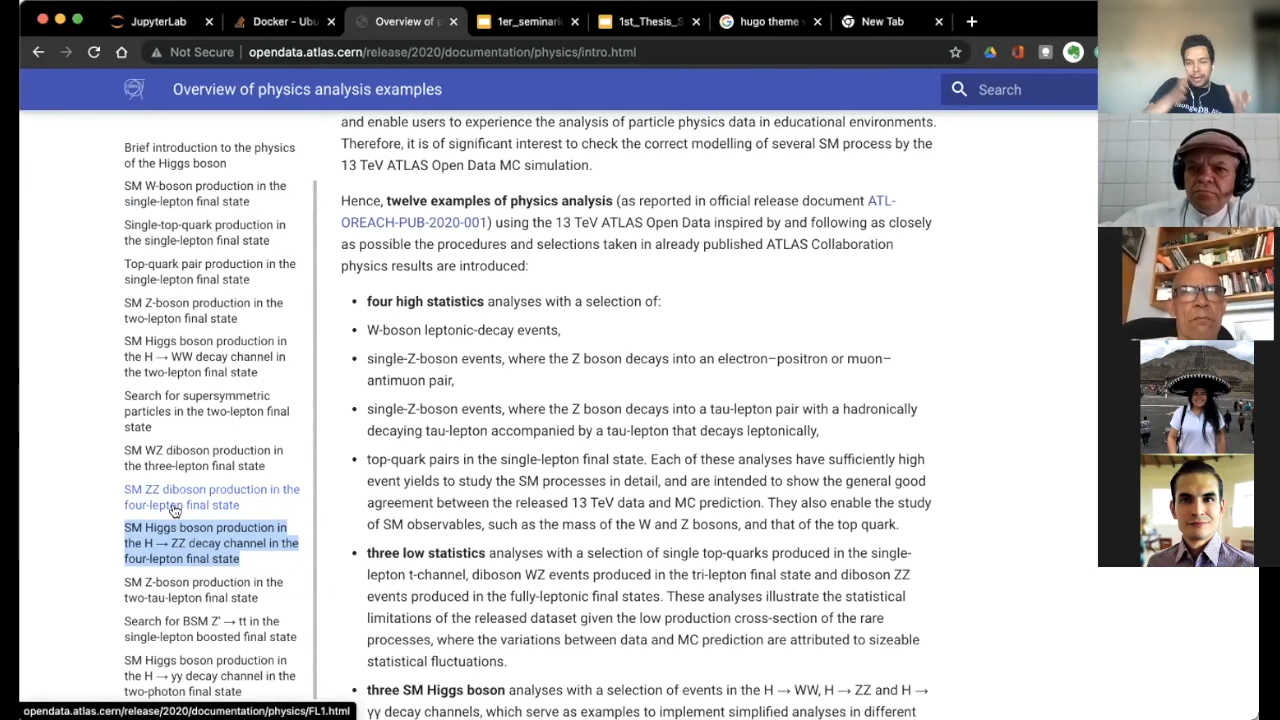 JupyterLab
Docker - Ubu
Overview of p
1er_seminari
1st_Thesis_S
hugo theme
New Tab
Not Secure
opendata.atlas.cern/release/2020/documentation/physics/intro.html
Overview of physics analysis examples
Search
Brief introduction to the physics
of the Higgs boson
SM W-boson production in the
single-lepton final state
Single-top-quark production in
the single-lepton final state
Top-quark pair production in the
single-lepton final state
SM Z-boson production in the
two-lepton final state
SM Higgs boson production in
the H → WW decay channel in
the two-lepton final state
Search for supersymmetric
particles in the two-lepton final
state
SM WZ diboson production in
the three-lepton final state
SM ZZ diboson production in the
four-lepton final state
SM Higgs boson production in
the H → ZZ decay channel in the
four-lepton final state
SM Z-boson production in the
two-tau-lepton final state
Search for BSM Z' → tt in the
single-lepton boosted final state
SM Higgs boson production in
the H → yy decay channel in the
two-photon final state
opendata.atlas.cern/release/2020/documentation/physics/FL1.html
and enable users to experience the analysis of particle physics data in educational environments.
Therefore, it is of significant interest to check the correct modelling of several SM process by the
13 TeV ATLAS Open Data MC simulation.
Hence, twelve examples of physics analysis (as reported in official release document ATL-
OREACH-PUB-2020-001) using the 13 TeV ATLAS Open Data inspired by and following as closely
as possible the procedures and selections taken in already published ATLAS Collaboration
physics results are introduced:
• four high statistics analyses with a selection of:
• W-boson leptonic-decay events,
• single-Z-boson events, where the Z boson decays into an electron–positron or muon–
antimuon pair,
• single-Z-boson events, where the Z boson decays into a tau-lepton pair with a hadronically
decaying tau-lepton accompanied by a tau-lepton that decays leptonically,
• top-quark pairs in the single-lepton final state. Each of these analyses have sufficiently high
event yields to study the SM processes in detail, and are intended to show the general good
agreement between the released 13 TeV data and MC prediction. They also enable the study
of SM observables, such as the mass of the W and Z bosons, and that of the top quark.
• three low statistics analyses with a selection of single top-quarks produced in the single-
lepton t-channel, diboson WZ events produced in the tri-lepton final state and diboson ZZ
events produced in the fully-leptonic final states. These analyses illustrate the statistical
limitations of the released dataset given the low production cross-section of the rare
processes, where the variations between data and MC prediction are attributed to sizeable
statistical fluctuations.
• three SM Higgs boson analyses with a selection of events in the H → WW, H → ZZ and H →
γγ decay channels, which serve as examples to implement simplified analyses in different